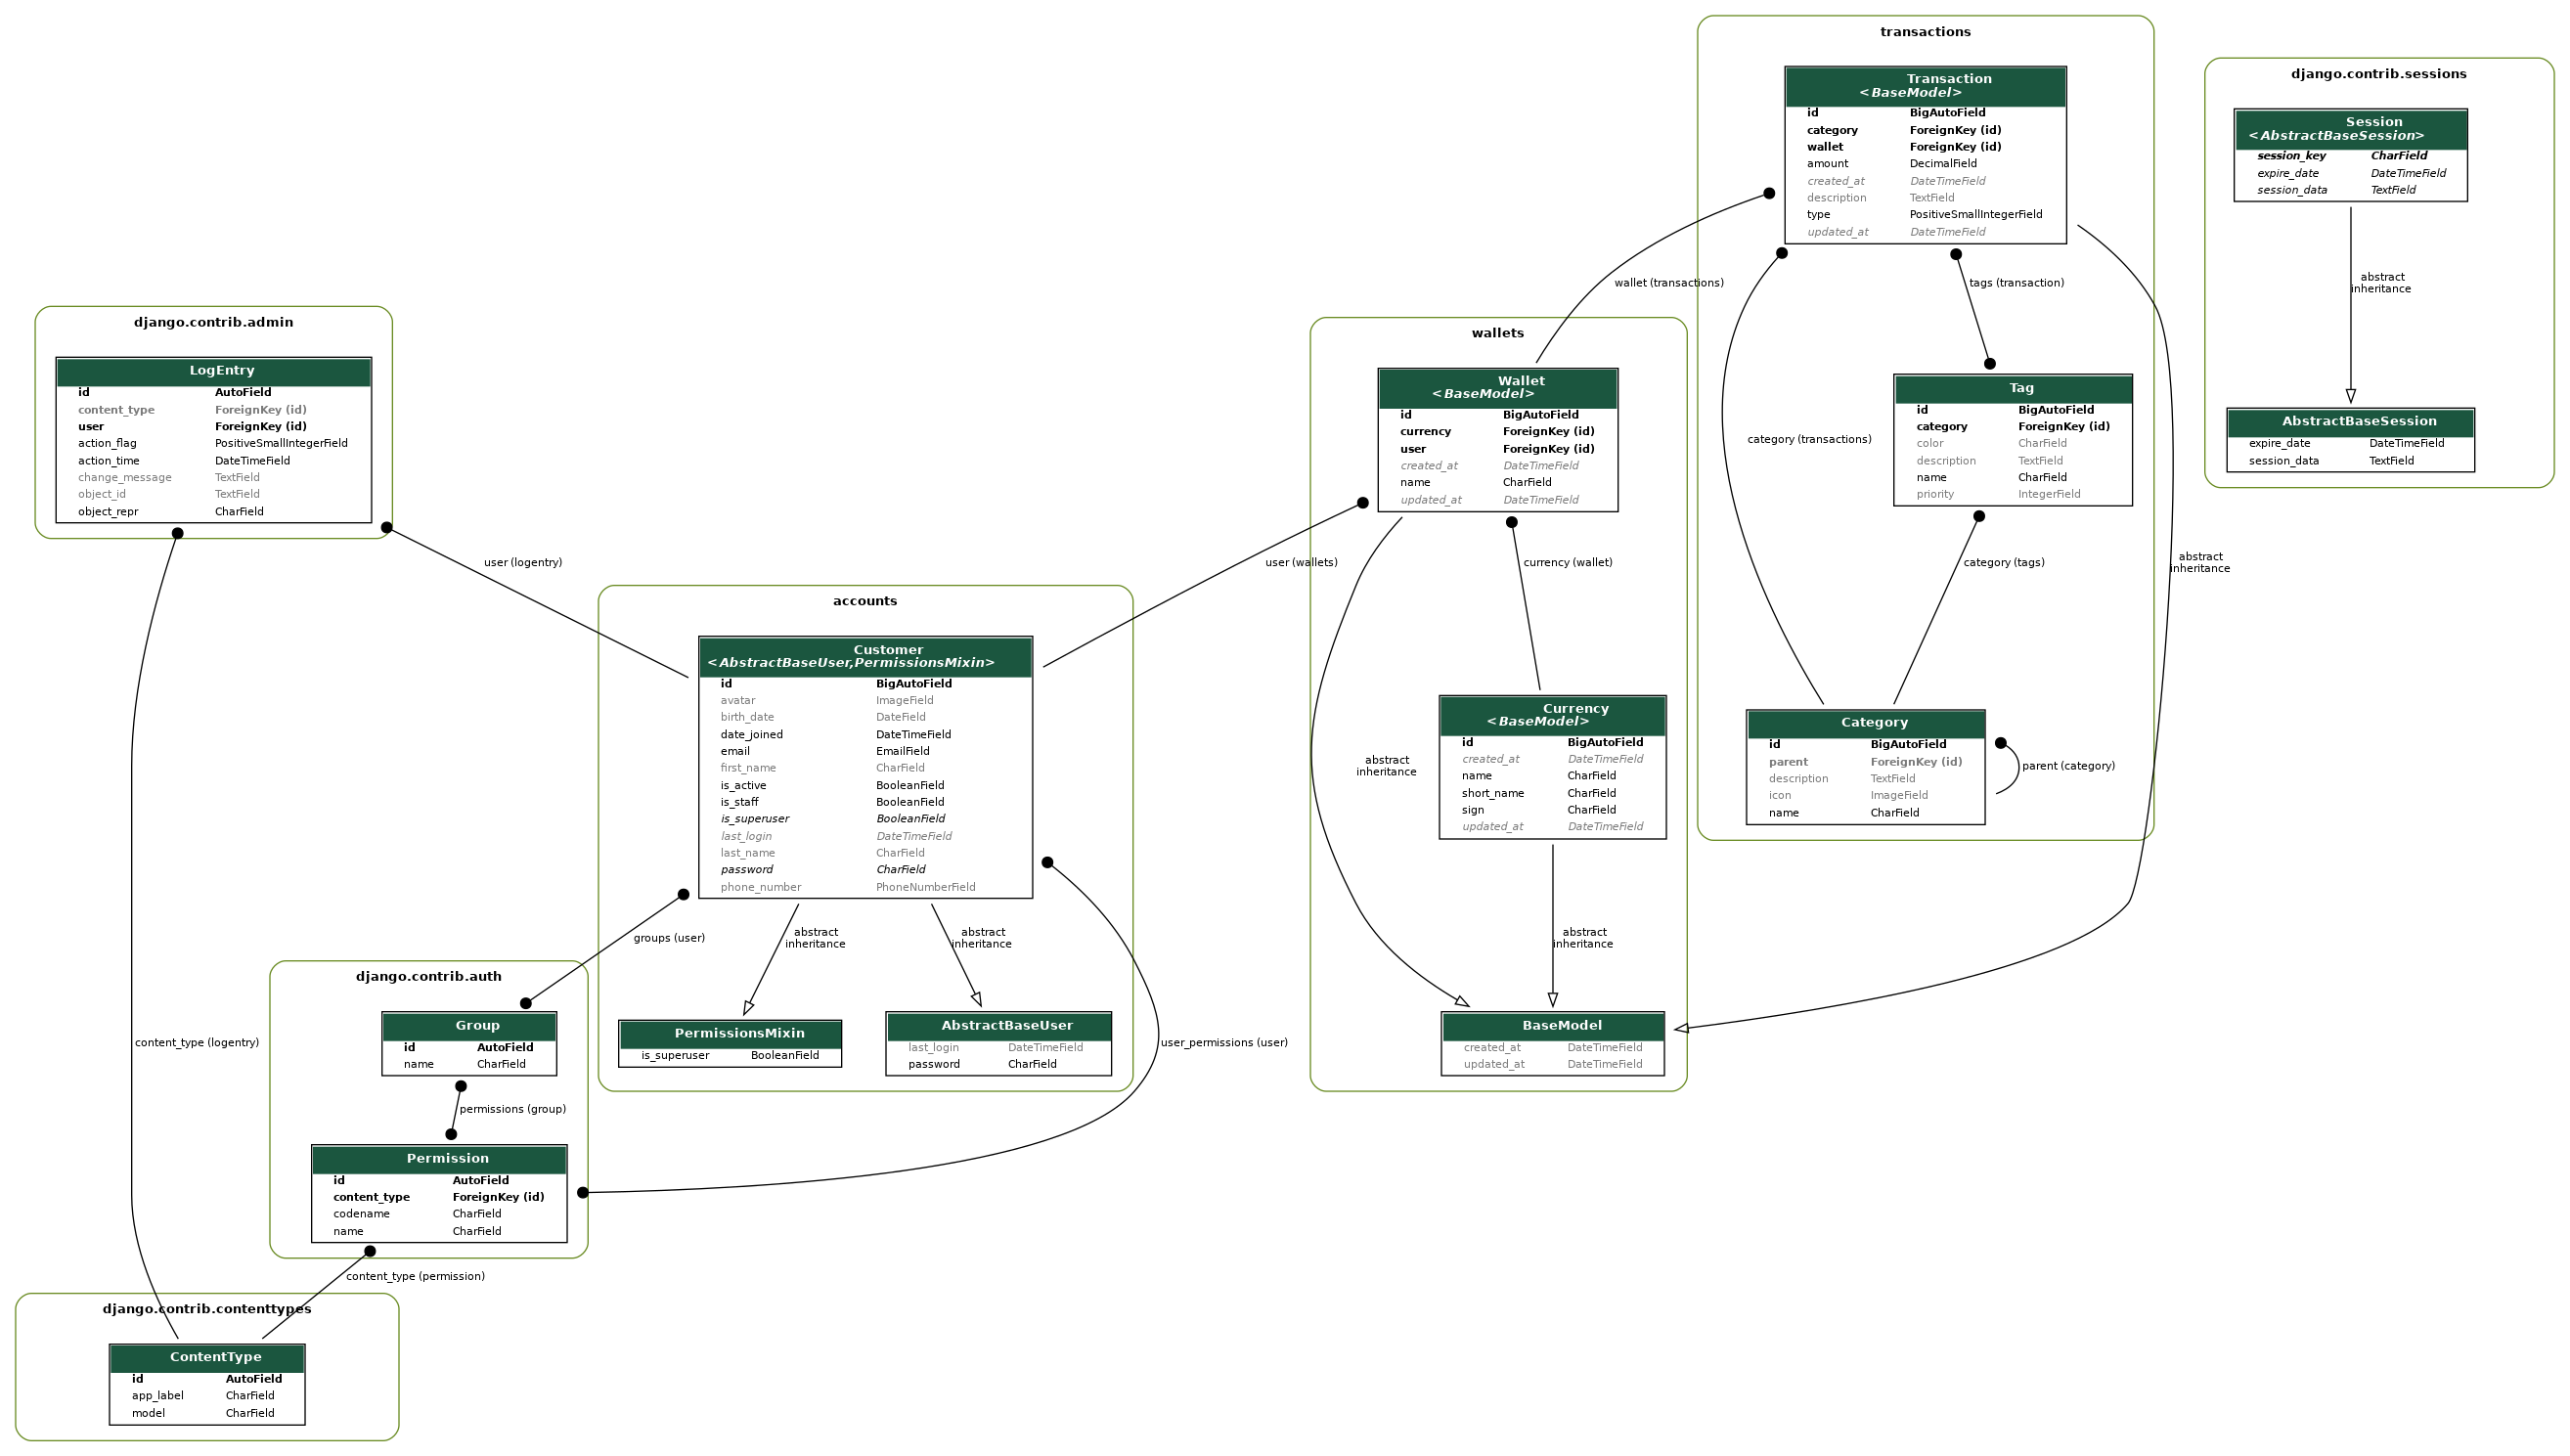 transactions
Transaction
<BaseModel>
id BigAutoField
category ForeignKey (id)
wallet ForeignKey (id)
amount DecimalField
created_at DateTimeField
description TextField
type PositiveSmallIntegerField
updated_at DateTimeField
wallet (transactions)
tags (transaction)
category (transactions)
Tag
id BigAutoField
category ForeignKey (id)
color CharField
description TextField
name CharField
priority IntegerField
category (tags)
abstract
inheritance
Category
id BigAutoField
parent ForeignKey (id)
description TextField
icon ImageField
name CharField
parent (category)
django.contrib.sessions
Session
<AbstractBaseSession>
session_key CharField
expire_date DateTimeField
session_data TextField
abstract
inheritance
AbstractBaseSession
expire_date DateTimeField
session_data TextField
django.contrib.admin
LogEntry
id AutoField
content_type ForeignKey (id)
user ForeignKey (id)
action_flag PositiveSmallIntegerField
action_time DateTimeField
change_message TextField
object_id TextField
object_repr CharField
user (logentry)
content_type (logentry)
wallets
Wallet
<BaseModel>
id BigAutoField
currency ForeignKey (id)
user ForeignKey (id)
created_at DateTimeField
name CharField
updated_at DateTimeField
user (wallets)
currency (wallet)
abstract
inheritance
Currency
<BaseModel>
id BigAutoField
created_at DateTimeField
name CharField
short_name CharField
sign CharField
updated_at DateTimeField
abstract
inheritance
BaseModel
created_at DateTimeField
updated_at DateTimeField
accounts
Customer
<AbstractBaseUser,PermissionsMixin>
id BigAutoField
avatar ImageField
birth_date DateField
date_joined DateTimeField
email EmailField
first_name CharField
is_active BooleanField
is_staff BooleanField
is_superuser BooleanField
last_login DateTimeField
last_name CharField
password CharField
phone_number PhoneNumberField
groups (user)
abstract
inheritance
abstract
inheritance
user_permissions (user)
PermissionsMixin
is_superuser BooleanField
AbstractBaseUser
last_login DateTimeField
password CharField
django.contrib.auth
Group
id AutoField
name CharField
permissions (group)
Permission
id AutoField
content_type ForeignKey (id)
codename CharField
name CharField
content_type (permission)
django.contrib.contenttypes
ContentType
id AutoField
app_label CharField
model CharField